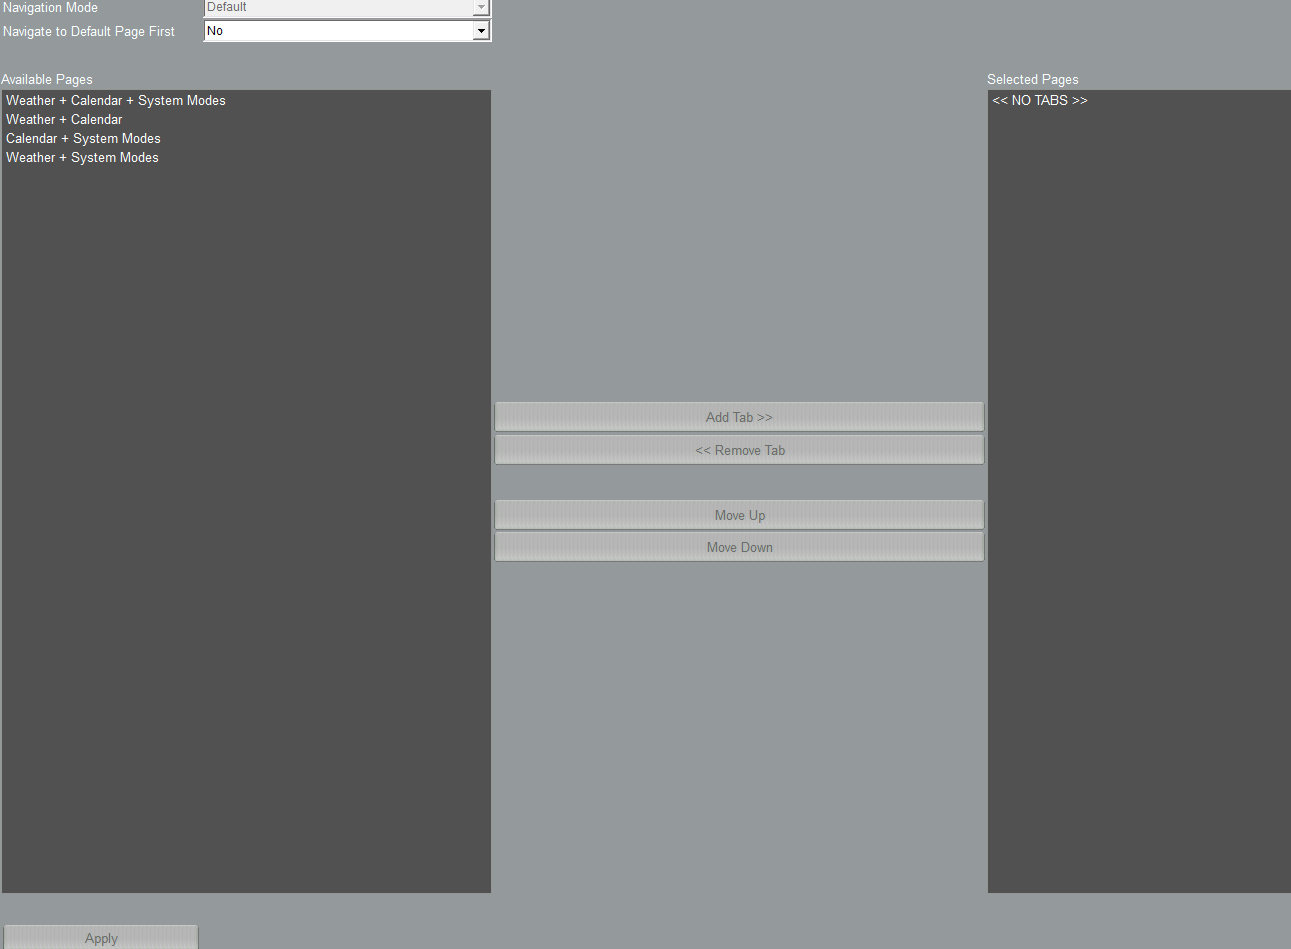 Navigation Mode
Default
Navigate to Default Page First
No
Available Pages
Weather + Calendar + System Modes
Weather + Calendar
Calendar + System Modes
Weather + System Modes
Add Tab >>
<< Remove Tab
Move Up
Move Down
Selected Pages
<< NO TABS >>
Apply